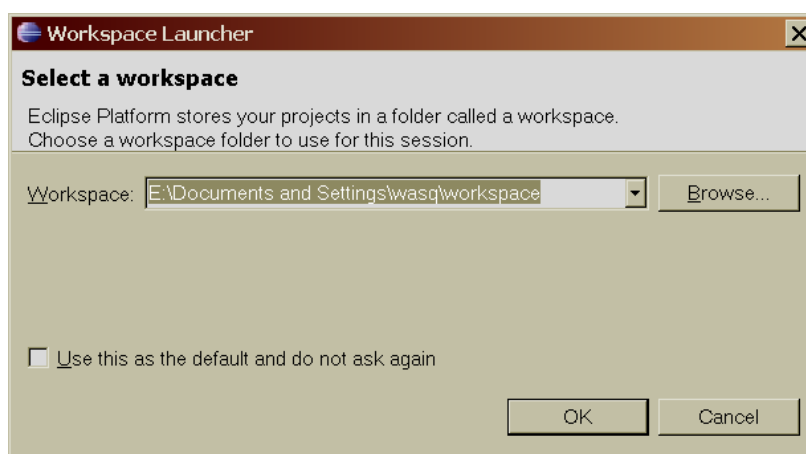 Workspace Launcher
Select a workspace
Eclipse Platform stores your projects in a folder called a workspace.
Choose a workspace folder to use for this session.
Workspace: E:\Documents and Settings\wasq\workspace Browse...
Use this as the default and do not ask again
OK Cancel